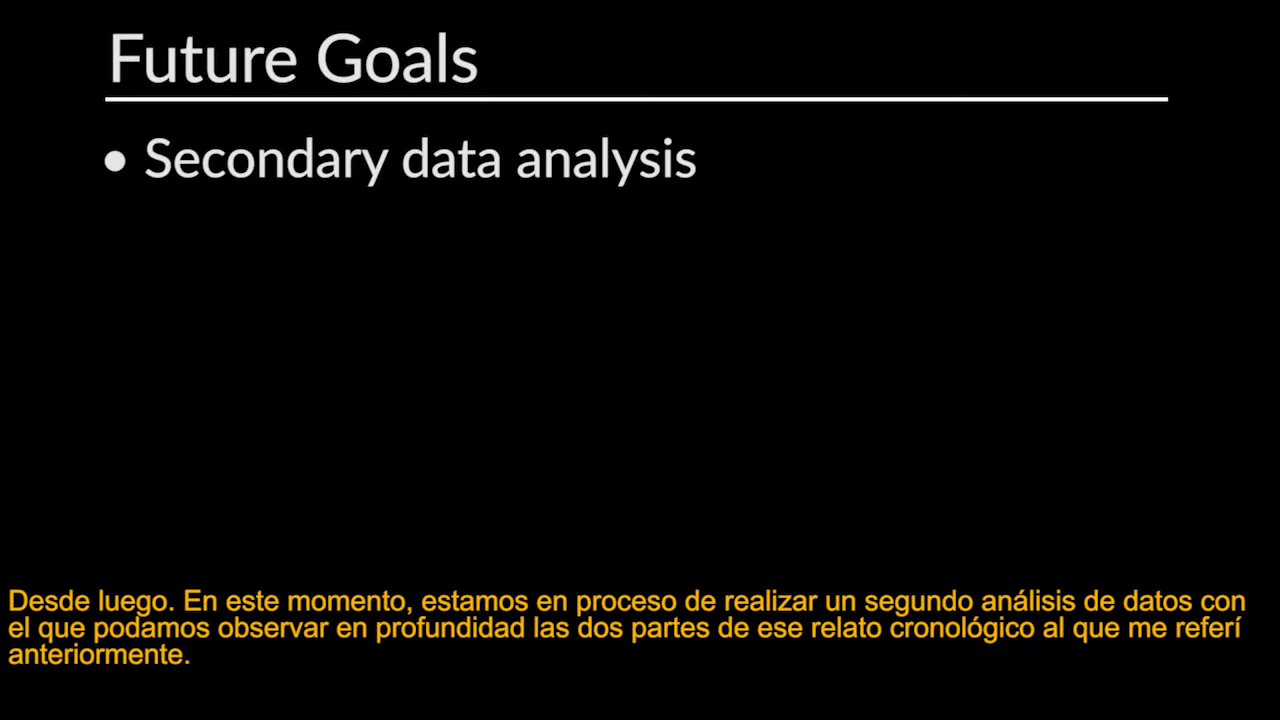 Future Goals
• Secondary data analysis
Desde luego. En este momento, estamos en proceso de realizar un segundo análisis de datos con
el que podamos observar en profundidad las dos partes de ese relato cronológico al que me referí
anteriormente.